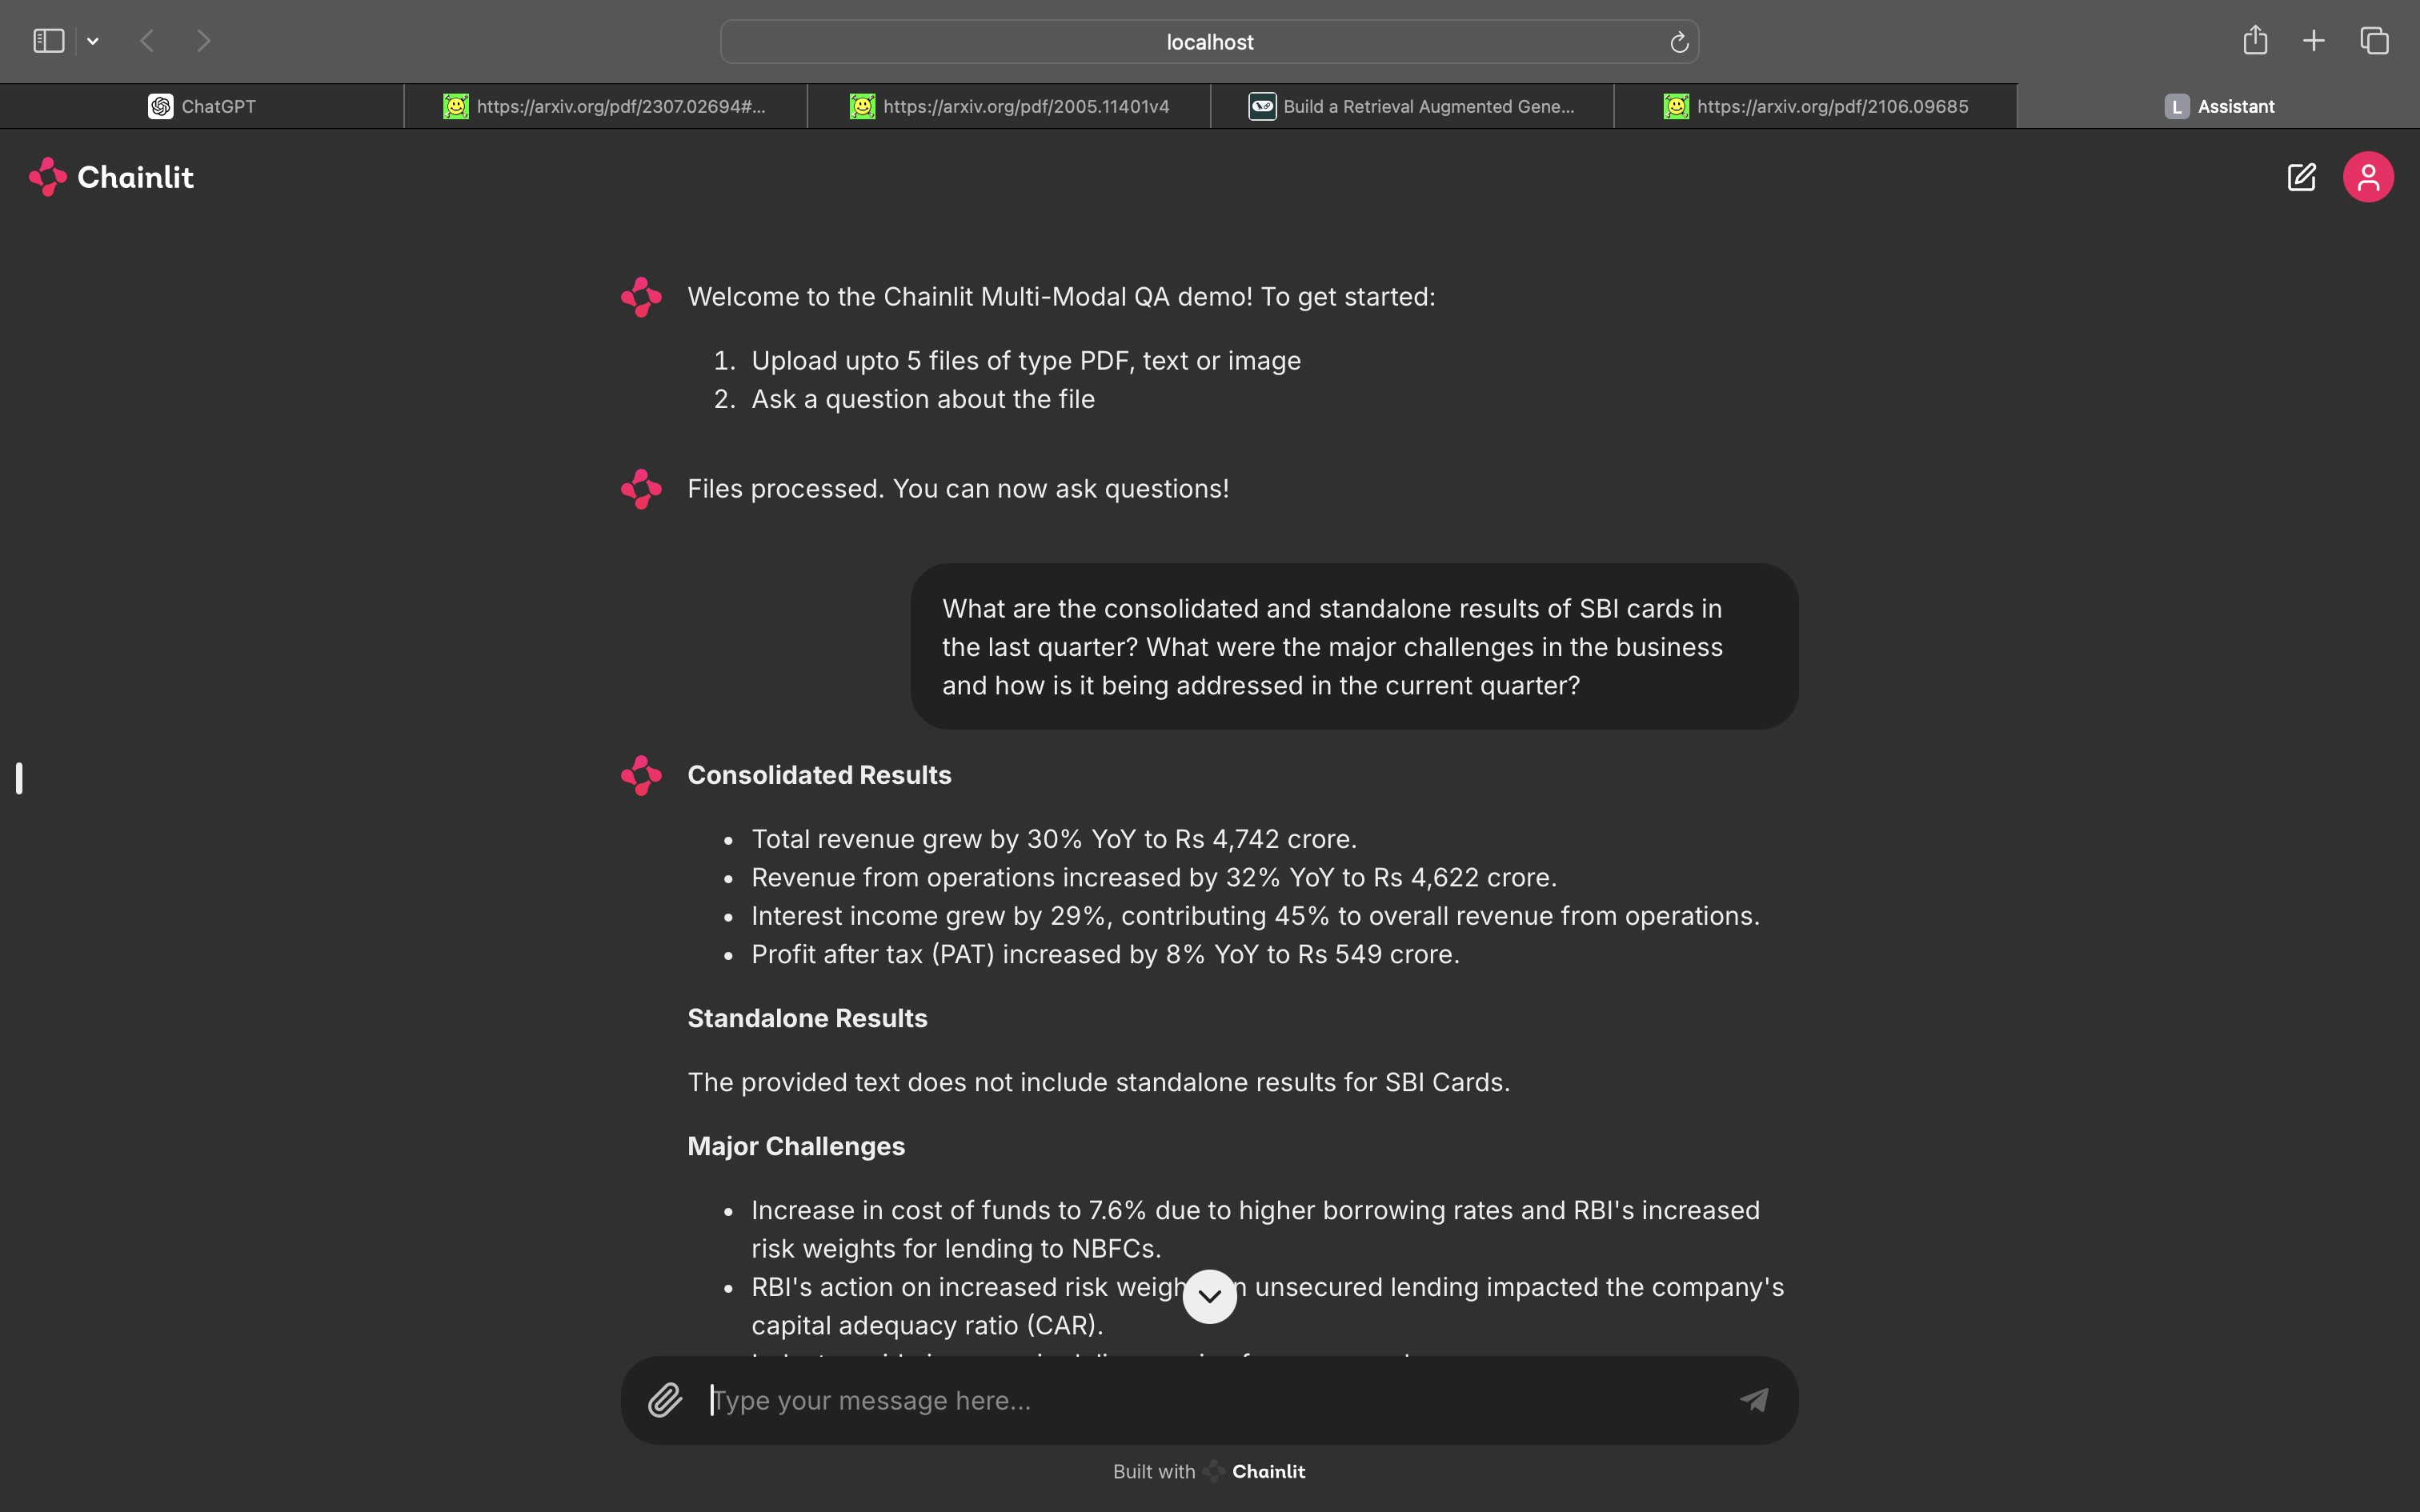 localhost
ChatGPT
https://arxiv.org/pdf/2307.02694#...
https://arxiv.org/pdf/2005.11401v4
Build a Retrieval Augmented Gene...
https://arxiv.org/pdf/2106.09685
L Assistant
Chainlit
Welcome to the Chainlit Multi-Modal QA demo! To get started:
1. Upload upto 5 files of type PDF, text or image
2. Ask a question about the file
Files processed. You can now ask questions!
What are the consolidated and standalone results of SBI cards in
the last quarter? What were the major challenges in the business
and how is it being addressed in the current quarter?
Consolidated Results
• Total revenue grew by 30% YoY to Rs 4,742 crore.
• Revenue from operations increased by 32% YoY to Rs 4,622 crore.
• Interest income grew by 29%, contributing 45% to overall revenue from operations.
• Profit after tax (PAT) increased by 8% YoY to Rs 549 crore.
Standalone Results
The provided text does not include standalone results for SBI Cards.
Major Challenges
• Increase in cost of funds to 7.6% due to higher borrowing rates and RBI's increased
risk weights for lending to NBFCs.
• RBI's action on increased risk unsecured lending impacted the company's
capital adequacy ratio (CAR).
Type your message here...
Built with Chainlit